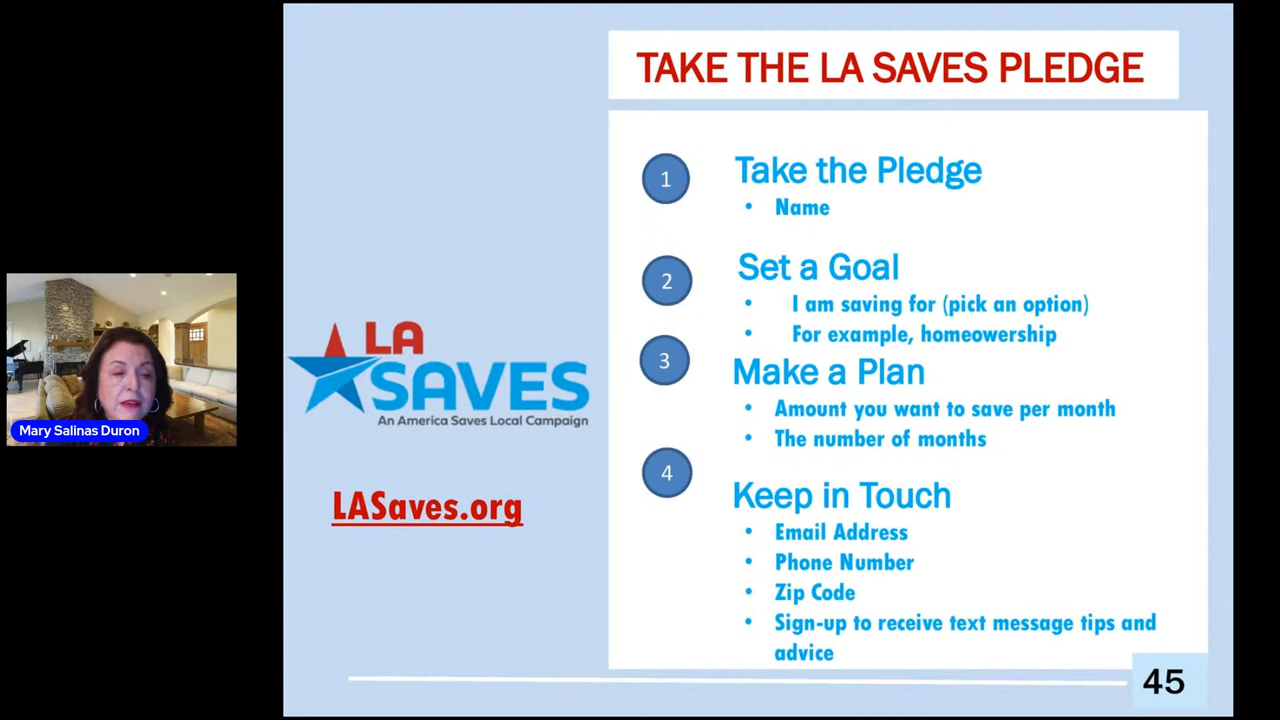 TAKE THE LA SAVES PLEDGE
1
Take the Pledge
• Name
2
Set a Goal
• I am saving for (pick an option)
• For example, homeowership
3
Make a Plan
• Amount you want to save per month
• The number of months
4
Keep in Touch
• Email Address
• Phone Number
• Zip Code
• Sign-up to receive text message tips and
advice
LA
SAVES
An America Saves Local Campaign
LASaves.org
Mary Salinas Duron
45